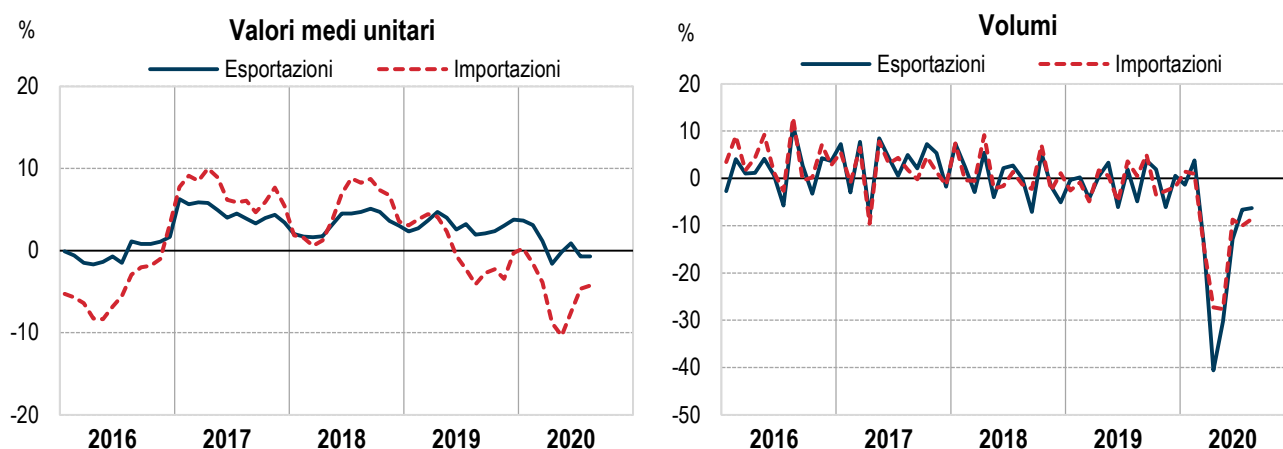 % Valori medi unitari
Esportazioni Importazioni
20
10
0
-10
-20
2016 2017 2018 2019 2020
% Volumi
Esportazioni Importazioni
20
10
0
-10
-20
-30
-40
-50
2016 2017 2018 2019 2020